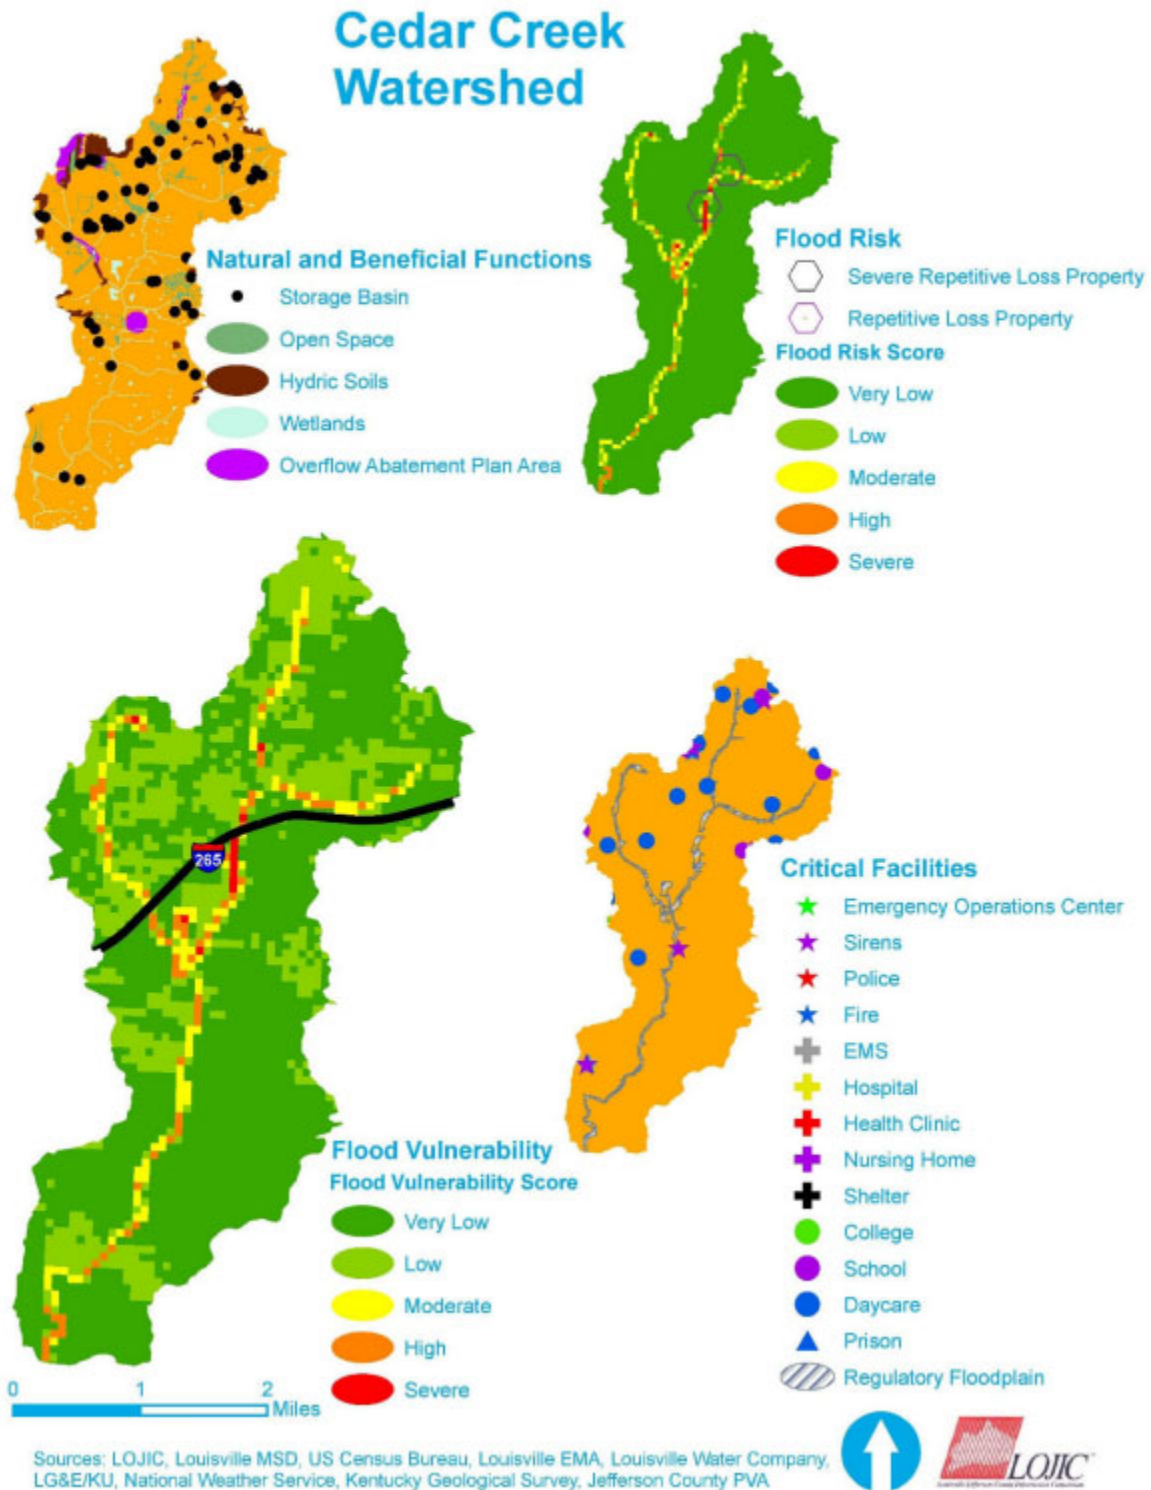 Cedar Creek
Watershed
Natural and Beneficial Functions
Storage Basin
Open Space
Hydric Soils
Wetlands
Overflow Abatement Plan Area
Flood Risk
Severe Repetitive Loss Property
Repetitive Loss Property
Flood Risk Score
Very Low
Low
Moderate
High
Severe
265
Flood Vulnerability
Flood Vulnerability Score
Very Low
Low
Moderate
High
Severe
Critical Facilities
Emergency Operations Center
Sirens
Police
Fire
EMS
Hospital
Health Clinic
Nursing Home
Shelter
College
School
Daycare
Prison
Regulatory Floodplain
0 1 2
Miles
Sources: LOJIC, Louisville MSD, US Census Bureau, Louisville EMA, Louisville Water Company,
LG&E/KU, National Weather Service, Kentucky Geological Survey, Jefferson County PVA
LOJIC